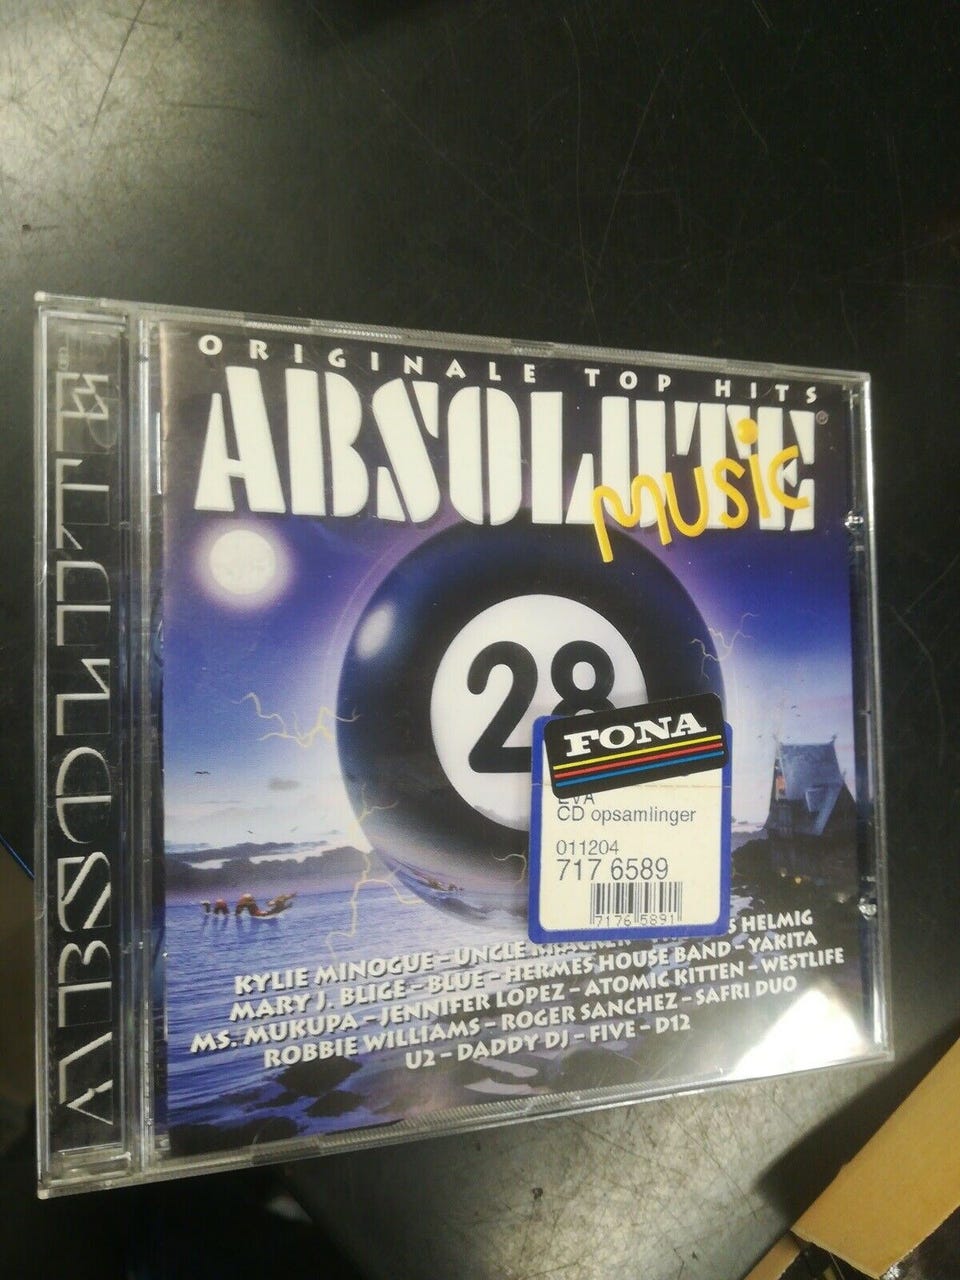 ORIGINALE TOP HITS
ABSOLUTE®
music
28
FONA
EVA
CD opsamlinger
011204
717 6589
7176 5891
KYLIE MINOGUE – UNCLE KRACKER – HELMIG
MARY J. BLIGE – BLUE – HERMES HOUSE BAND – YAKITA
MS. MUKUPA – JENNIFER LOPEZ – ATOMIC KITTEN – WESTLIFE
ROBBIE WILLIAMS – ROGER SANCHEZ – SAFRI DUO
U2 – DADDY DJ – FIVE – D12
ABSOLUTE